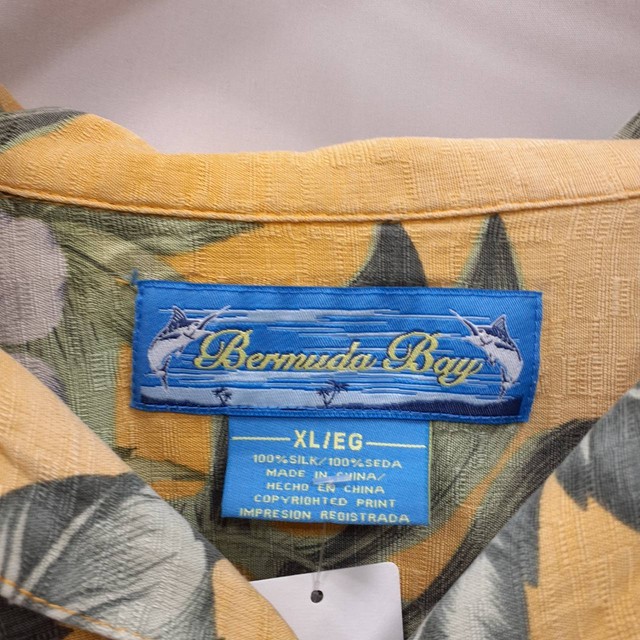 Bermuda Bay
XL/EG
100% SILK/100% SEDA
MADE IN CHINA/
HECHO EN CHINA
COPYRIGHTED PRINT
IMPRESION REGISTRADA